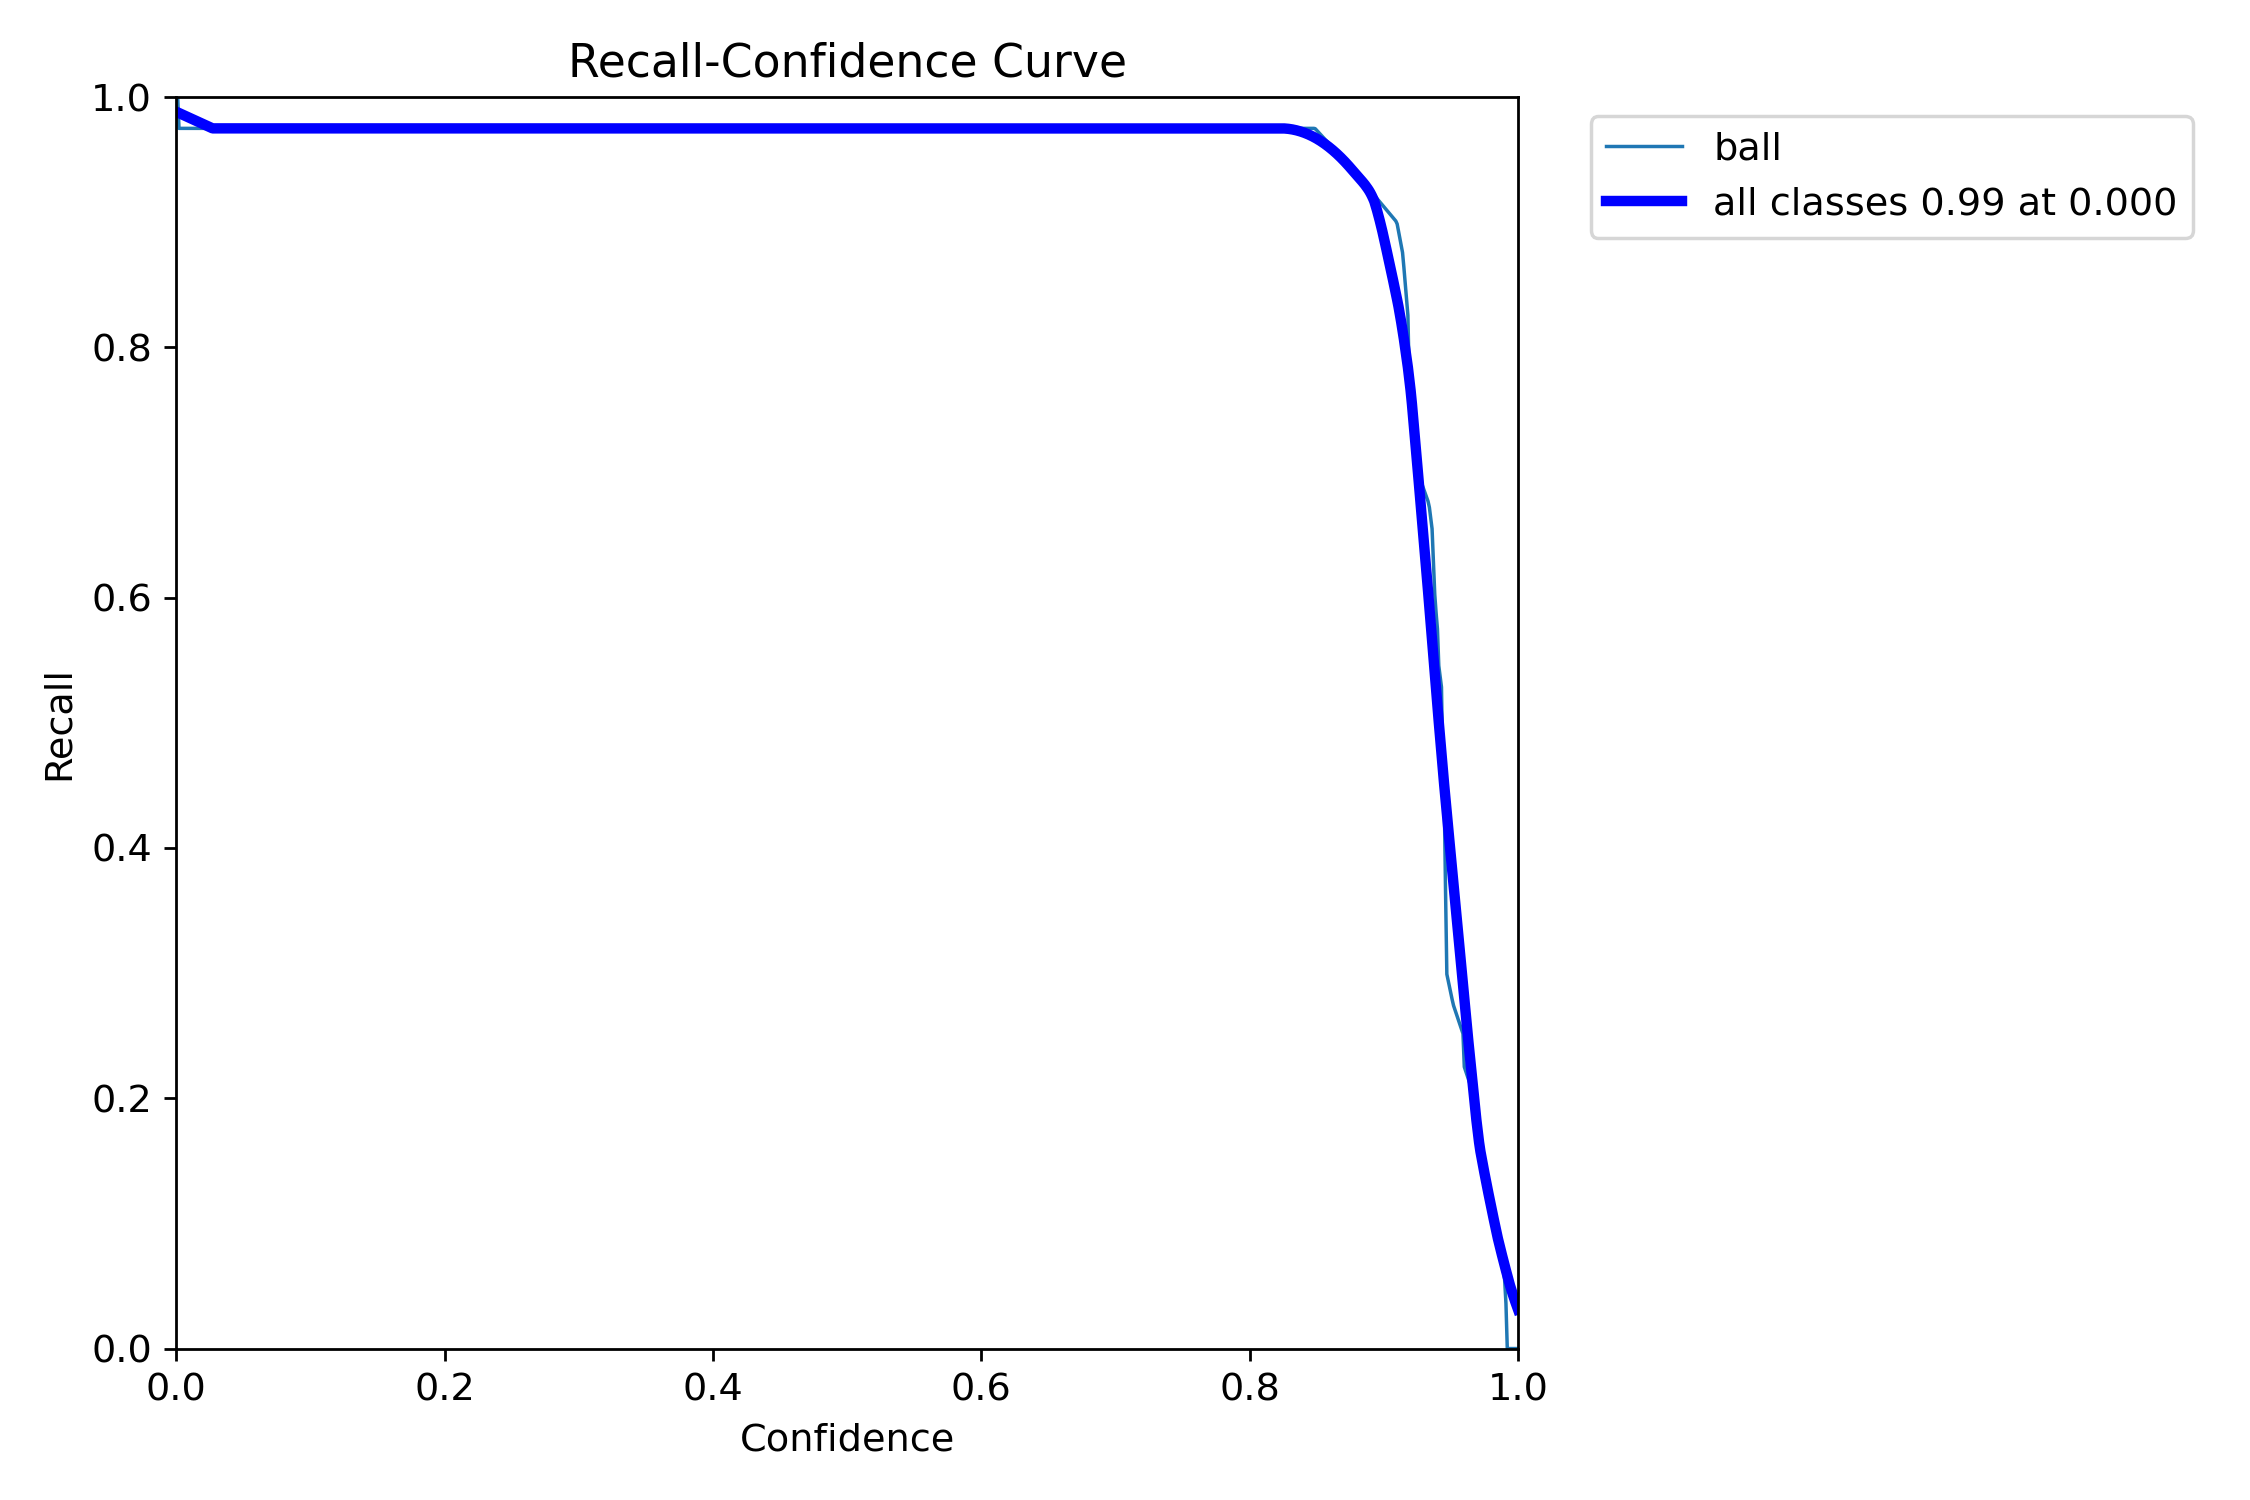 Recall-Confidence Curve
1.0
0.8
0.6
0.4
0.2
0.0
Recall
0.0 0.2 0.4 0.6 0.8 1.0
Confidence
ball
all classes 0.99 at 0.000